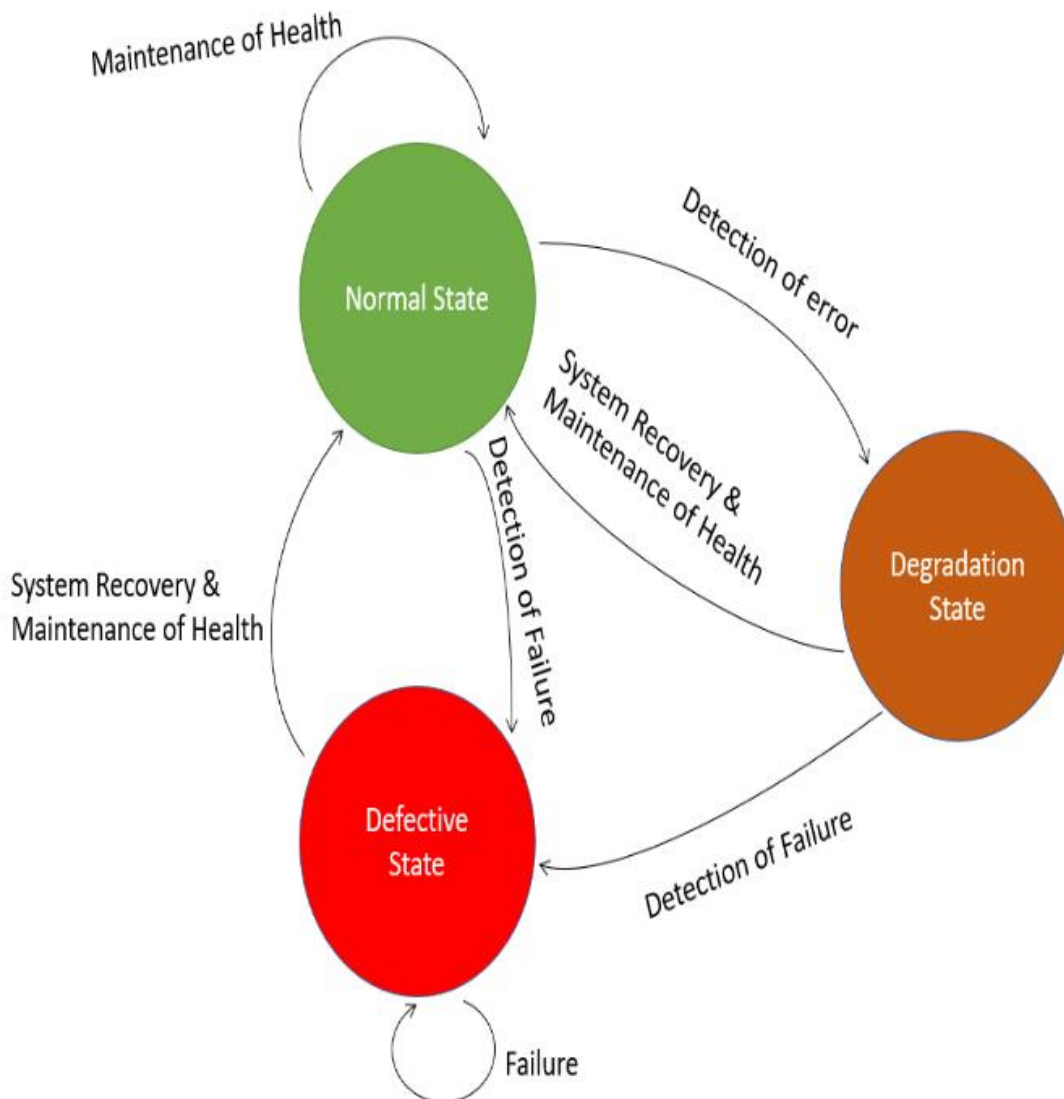 Maintenance of Health
Normal State
Detection of error
System Recovery &
Maintenance of Health
Detection of Failure
System Recovery &
Maintenance of Health
Degradation
State
Defective
State
Detection of Failure
Failure